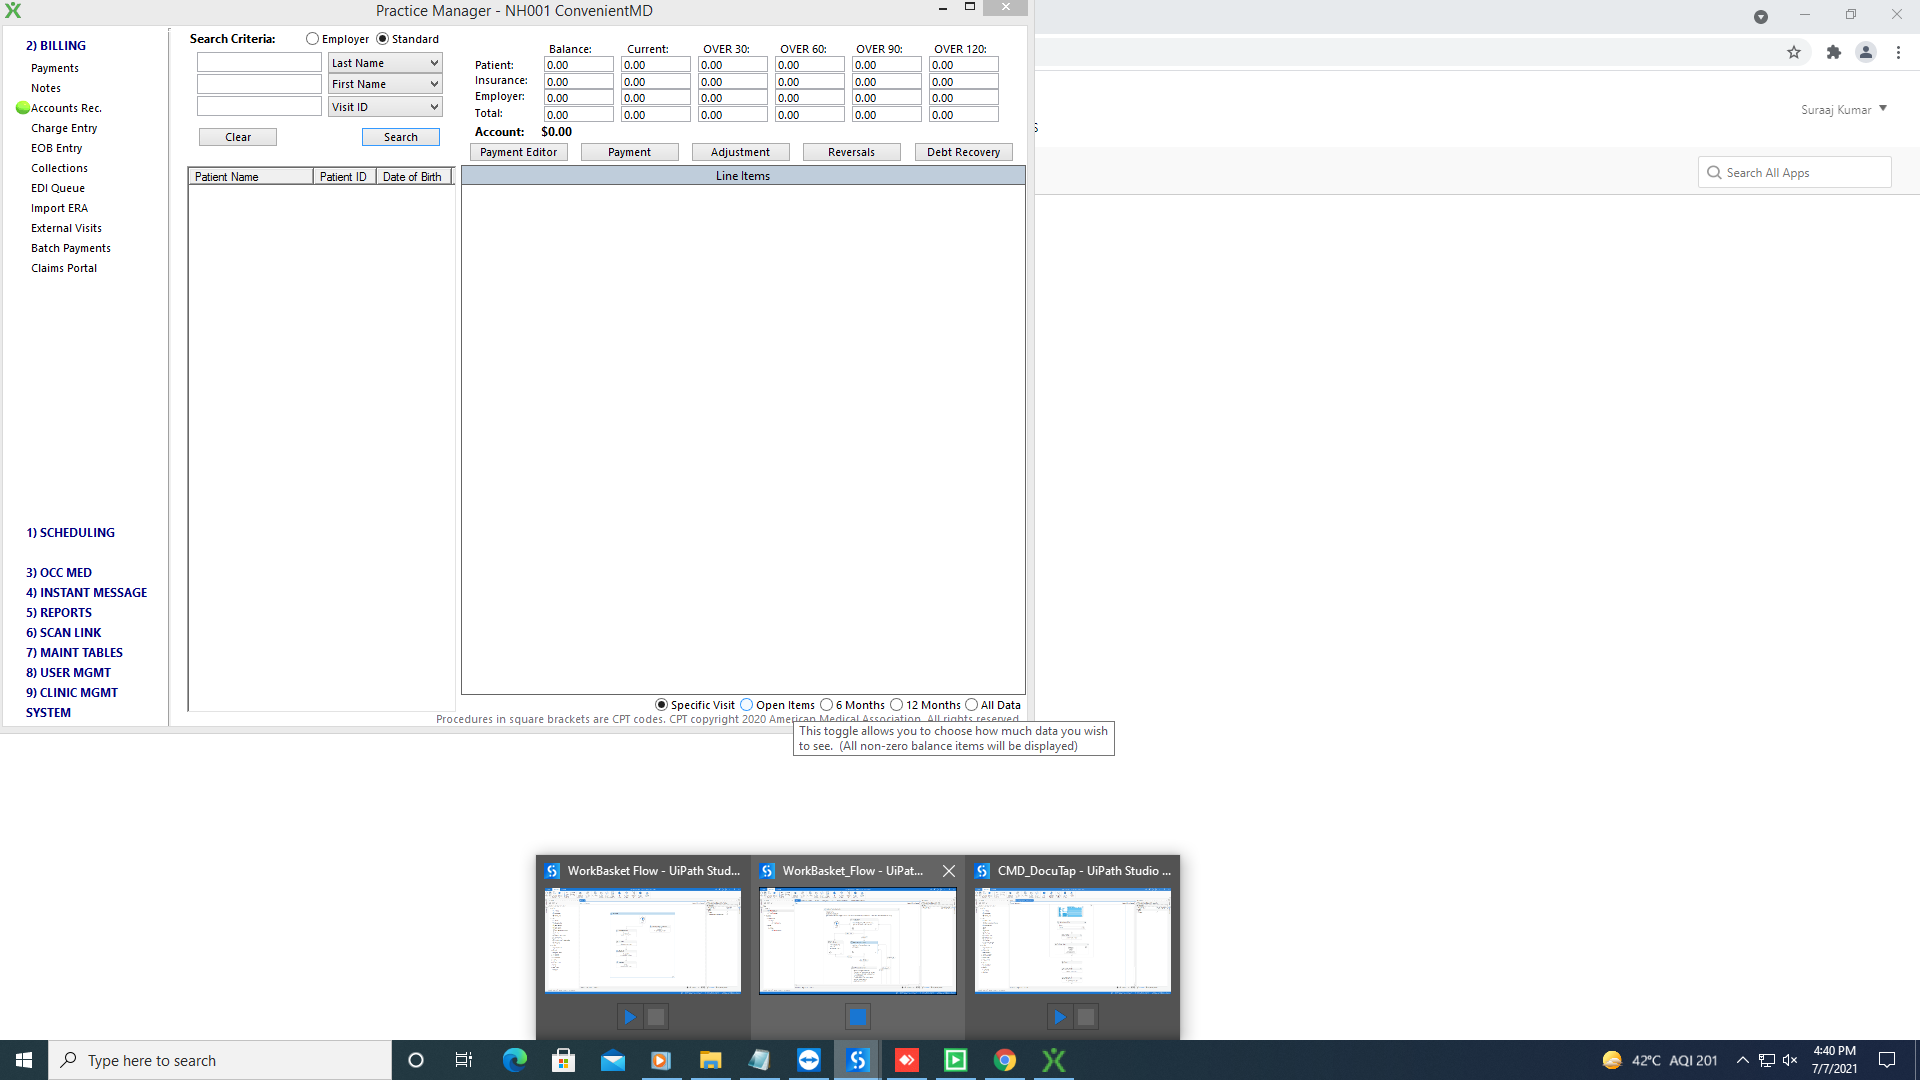 Practice Manager - NH001 ConvenientMD
2) BILLING
Payments
Notes
Accounts Rec.
Charge Entry
EOB Entry
Collections
EDI Queue
Import ERA
External Visits
Batch Payments
Claims Portal
1) SCHEDULING
3) OCC MED
4) INSTANT MESSAGE
5) REPORTS
6) SCAN LINK
7) MAINT TABLES
8) USER MGMT
9) CLINIC MGMT
SYSTEM
Search Criteria: Employer Standard
Last Name
First Name
Visit ID
Clear Search
Patient Name Patient ID Date of Birth
Balance: Current: OVER 30: OVER 60: OVER 90: OVER 120:
Patient: 0.00 0.00 0.00 0.00 0.00 0.00
Insurance: 0.00 0.00 0.00 0.00 0.00 0.00
Employer: 0.00 0.00 0.00 0.00 0.00 0.00
Total: 0.00 0.00 0.00 0.00 0.00 0.00
Account: $0.00
Payment Editor Payment Adjustment Reversals Debt Recovery
Line Items
Specific Visit Open Items 6 Months 12 Months All Data
Procedures in square brackets are CPT codes. CPT copyright 2020 American Medical Association. All rights reserved.
This toggle allows you to choose how much data you wish
to see. (All non-zero balance items will be displayed)
Suraaj Kumar
Search All Apps
WorkBasket Flow - UiPath Stud...
WorkBasket_Flow - UiPat...
CMD_DocuTap - UiPath Studio ...
Type here to search
42°C AQI 201
4:40 PM
7/7/2021